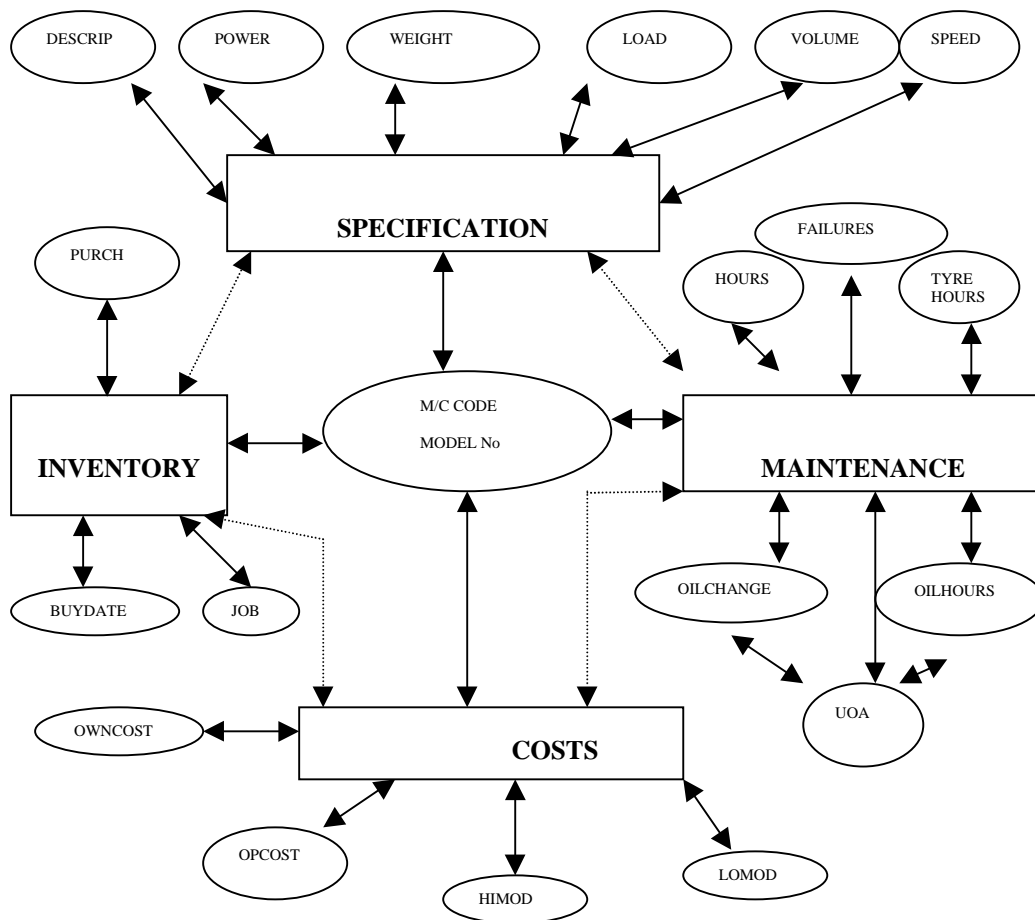 DESCRIP
POWER
WEIGHT
LOAD
VOLUME
SPEED
SPECIFICATION
PURCH
FAILURES
HOURS
TYRE
HOURS
M/C CODE
MODEL No
INVENTORY
MAINTENANCE
BUYDATE
JOB
OILCHANGE
OILHOURS
UOA
OWNCOST
COSTS
OPCOST
HIMOD
LOMOD